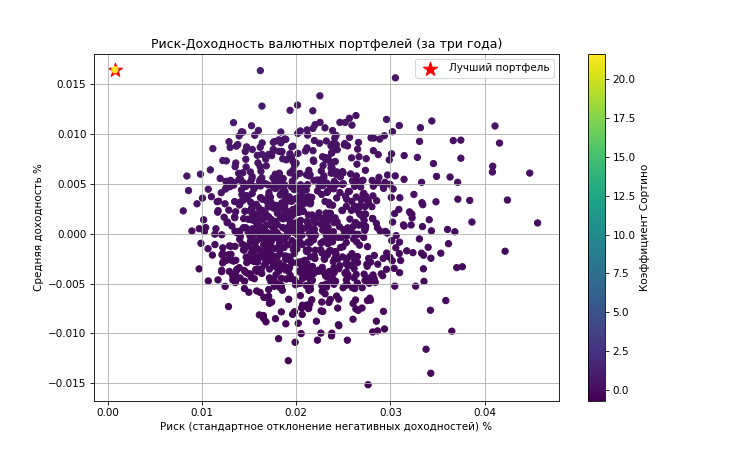 Риск-Доходность валютных портфелей (за три года)
Лучший портфель
Средняя доходность %
0.015
0.010
0.005
0.000
−0.005
−0.010
−0.015
0.00 0.01 0.02 0.03 0.04
Риск (стандартное отклонение негативных доходностей) %
20.0
17.5
15.0
12.5
10.0
7.5
5.0
2.5
0.0
Коэффициент Сортино